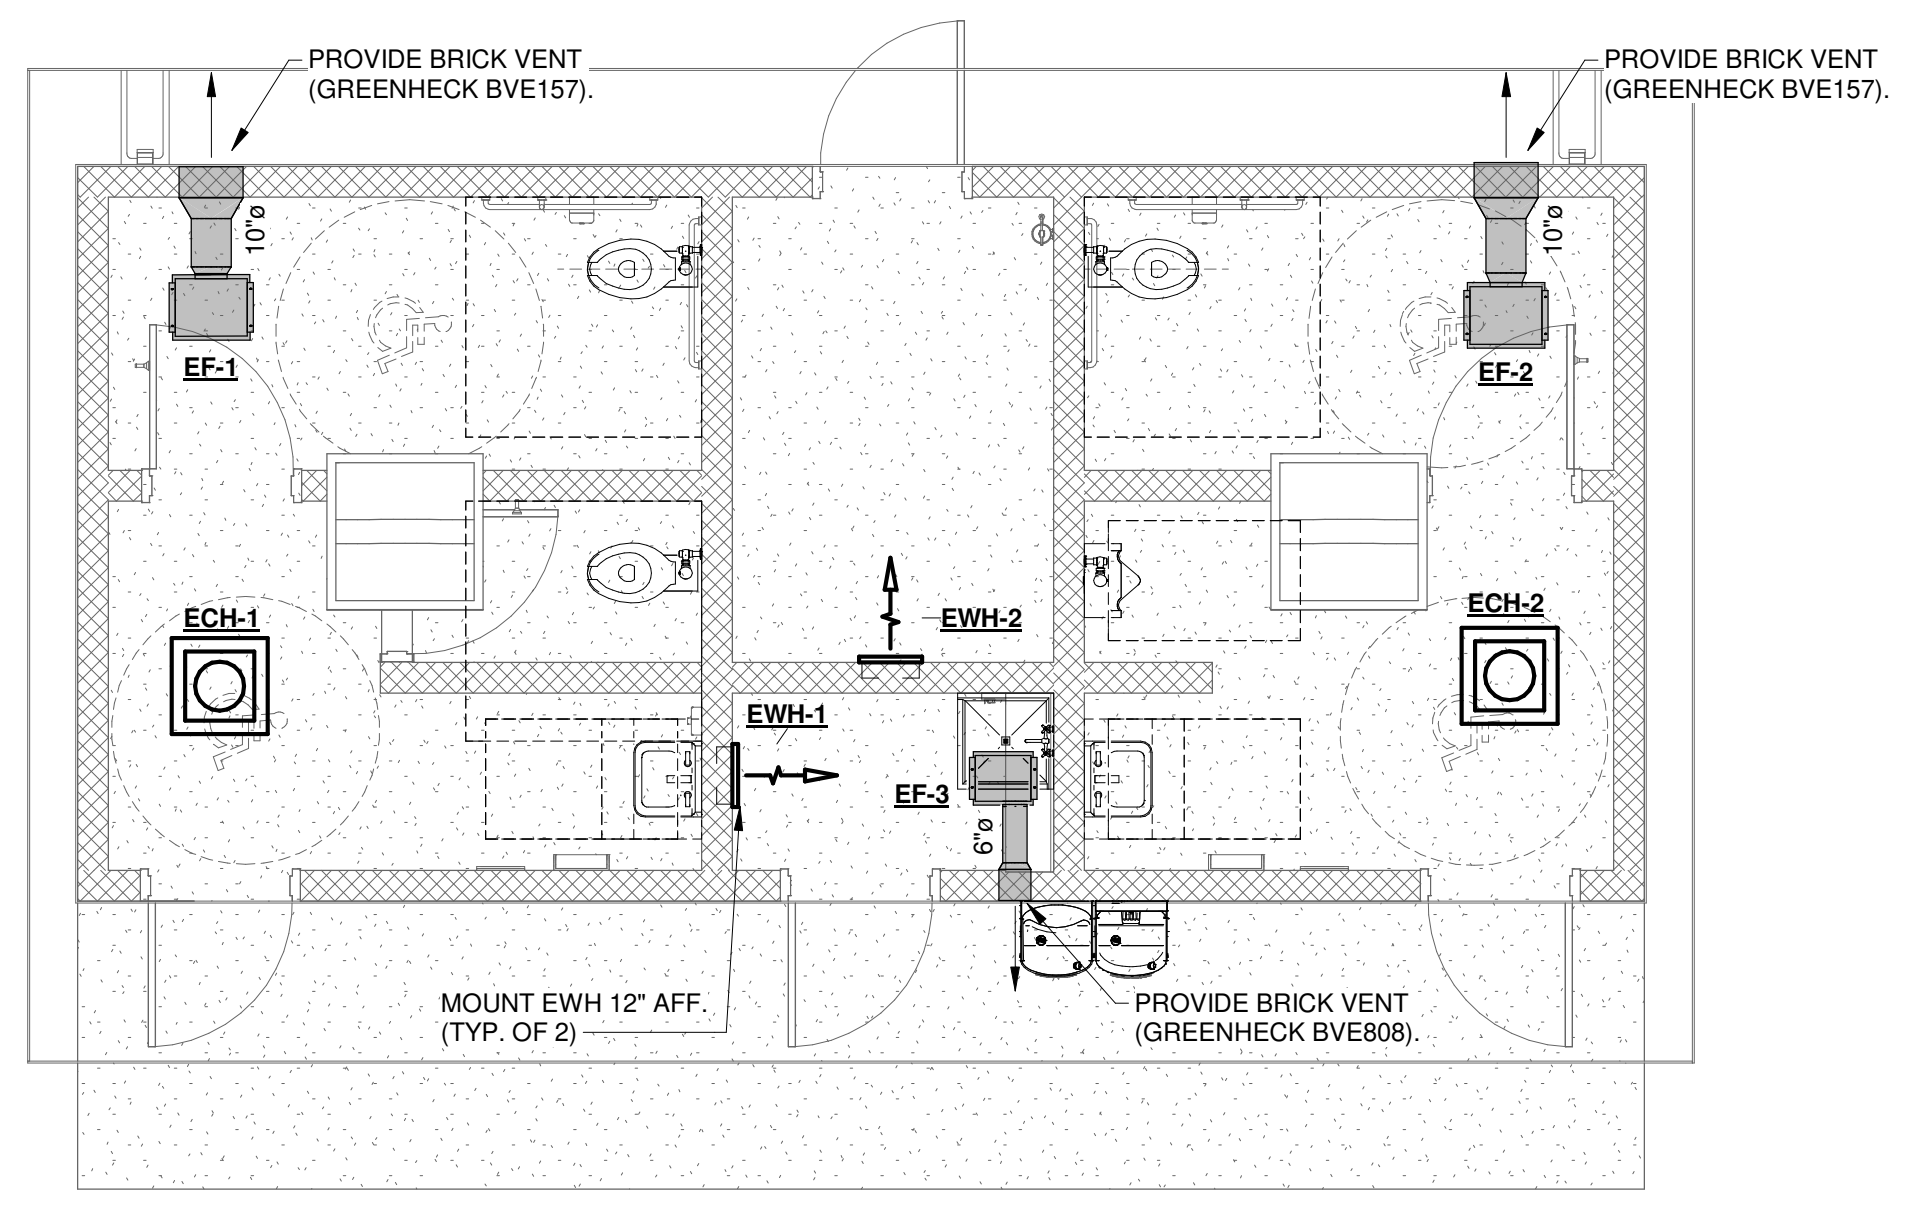 PROVIDE BRICK VENT
(GREENHECK BVE157).
PROVIDE BRICK VENT
(GREENHECK BVE157).
10"ø
10"ø
EF-1
EF-2
ECH-1
EWH-2
ECH-2
EWH-1
EF-3
6"ø
MOUNT EWH 12" AFF.
(TYP. OF 2)
PROVIDE BRICK VENT
(GREENHECK BVE808).